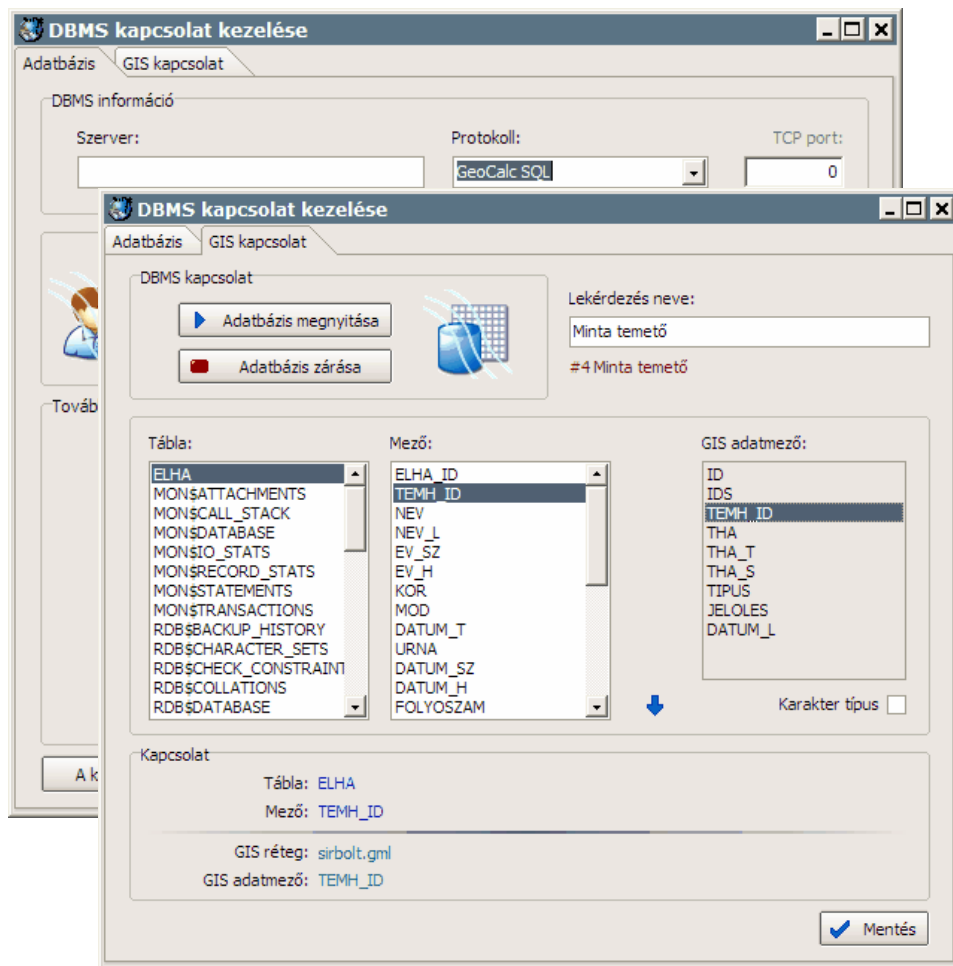 DBMS kapcsolat kezelése
Adatbázis GIS kapcsolat
DBMS információ
Szerver: Protokoll: TCP port:
GeoCalc SQL 0
Továb
A k
DBMS kapcsolat kezelése
Adatbázis GIS kapcsolat
DBMS kapcsolat
Adatbázis megnyitása
Adatbázis zárása
Lekérdezés neve:
Minta temető
#4 Minta temető
Tábla:
ELHA
MON$ATTACHMENTS
MON$CALL_STACK
MON$DATABASE
MON$IO_STATS
MON$RECORD_STATS
MON$STATEMENTS
MON$TRANSACTIONS
RDB$BACKUP_HISTORY
RDB$CHARACTER_SETS
RDB$CHECK_CONSTRAINT
RDB$COLLATIONS
RDB$DATABASE
Mező:
ELHA_ID
TEMH_ID
NEV
NEV_L
EV_SZ
EV_H
KOR
MOD
DATUM_T
URNA
DATUM_SZ
DATUM_H
FOLYOSZAM
GIS adatmező:
ID
IDS
TEMH_ID
THA
THA_T
THA_S
TIPUS
JELOLES
DATUM_L
Karakter típus
Kapcsolat
Tábla: ELHA
Mező: TEMH_ID
GIS réteg: sirbolt.gml
GIS adatmező: TEMH_ID
Mentés